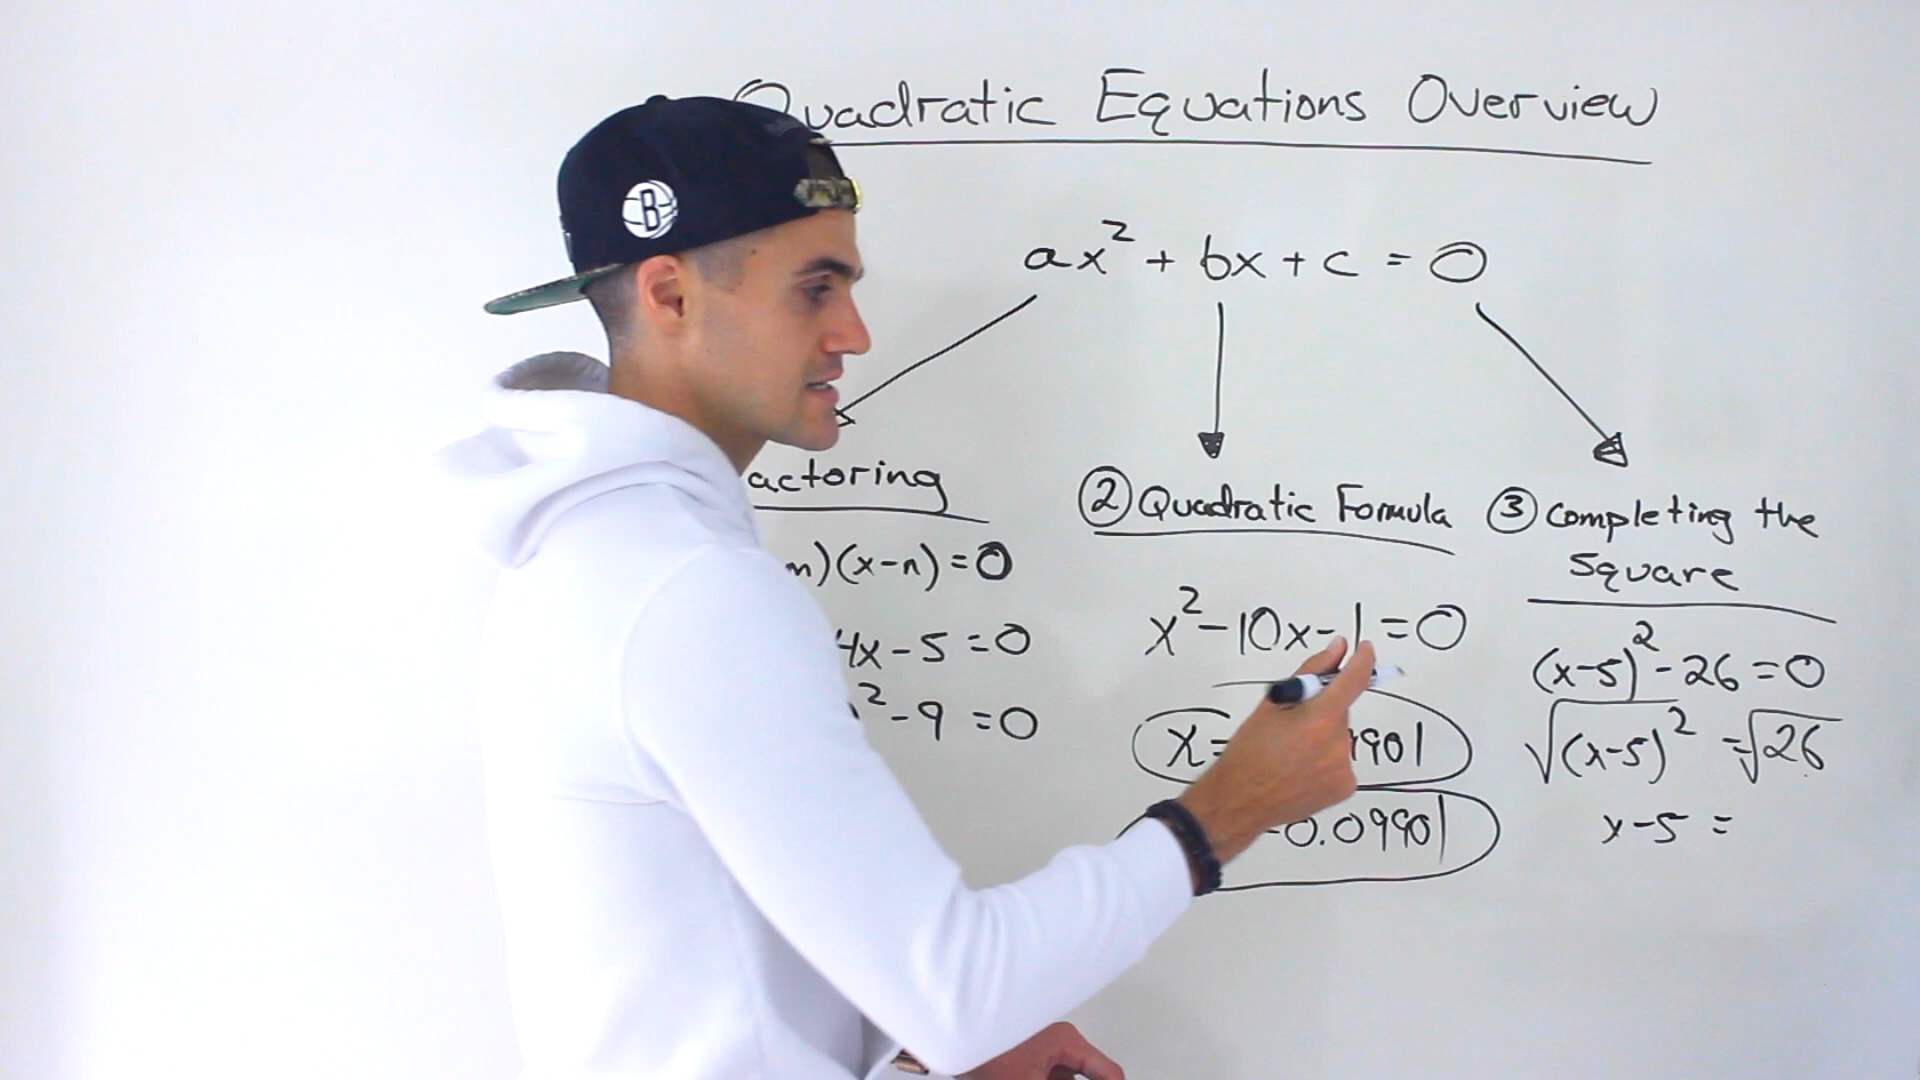 Quadratic Equations Overview
ax² + bx + c = 0
actoring
② Quadratic Formula
③ Completing the
Square
n)(x-n)=0
4x-5=0
²-9=0
x²-10x-1=0
x=
901
-0.0990
(x-5)²-26=0
√(x-5)² =√26
x-5=
B